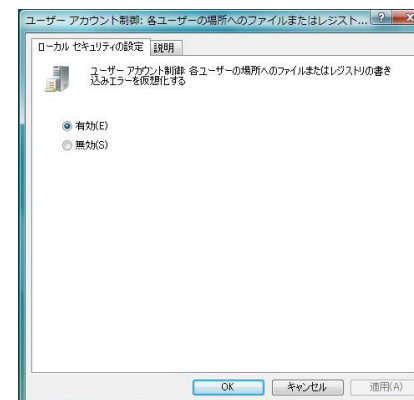 ユーザー アカウント制御: 各ユーザーの場所へのファイルまたはレジスト...
ローカル セキュリティの設定 説明
ユーザー アカウント制御: 各ユーザーの場所へのファイルまたはレジストリの書き
込みエラーを仮想化する
有効(E)
無効(S)
OK キャンセル 適用(A)